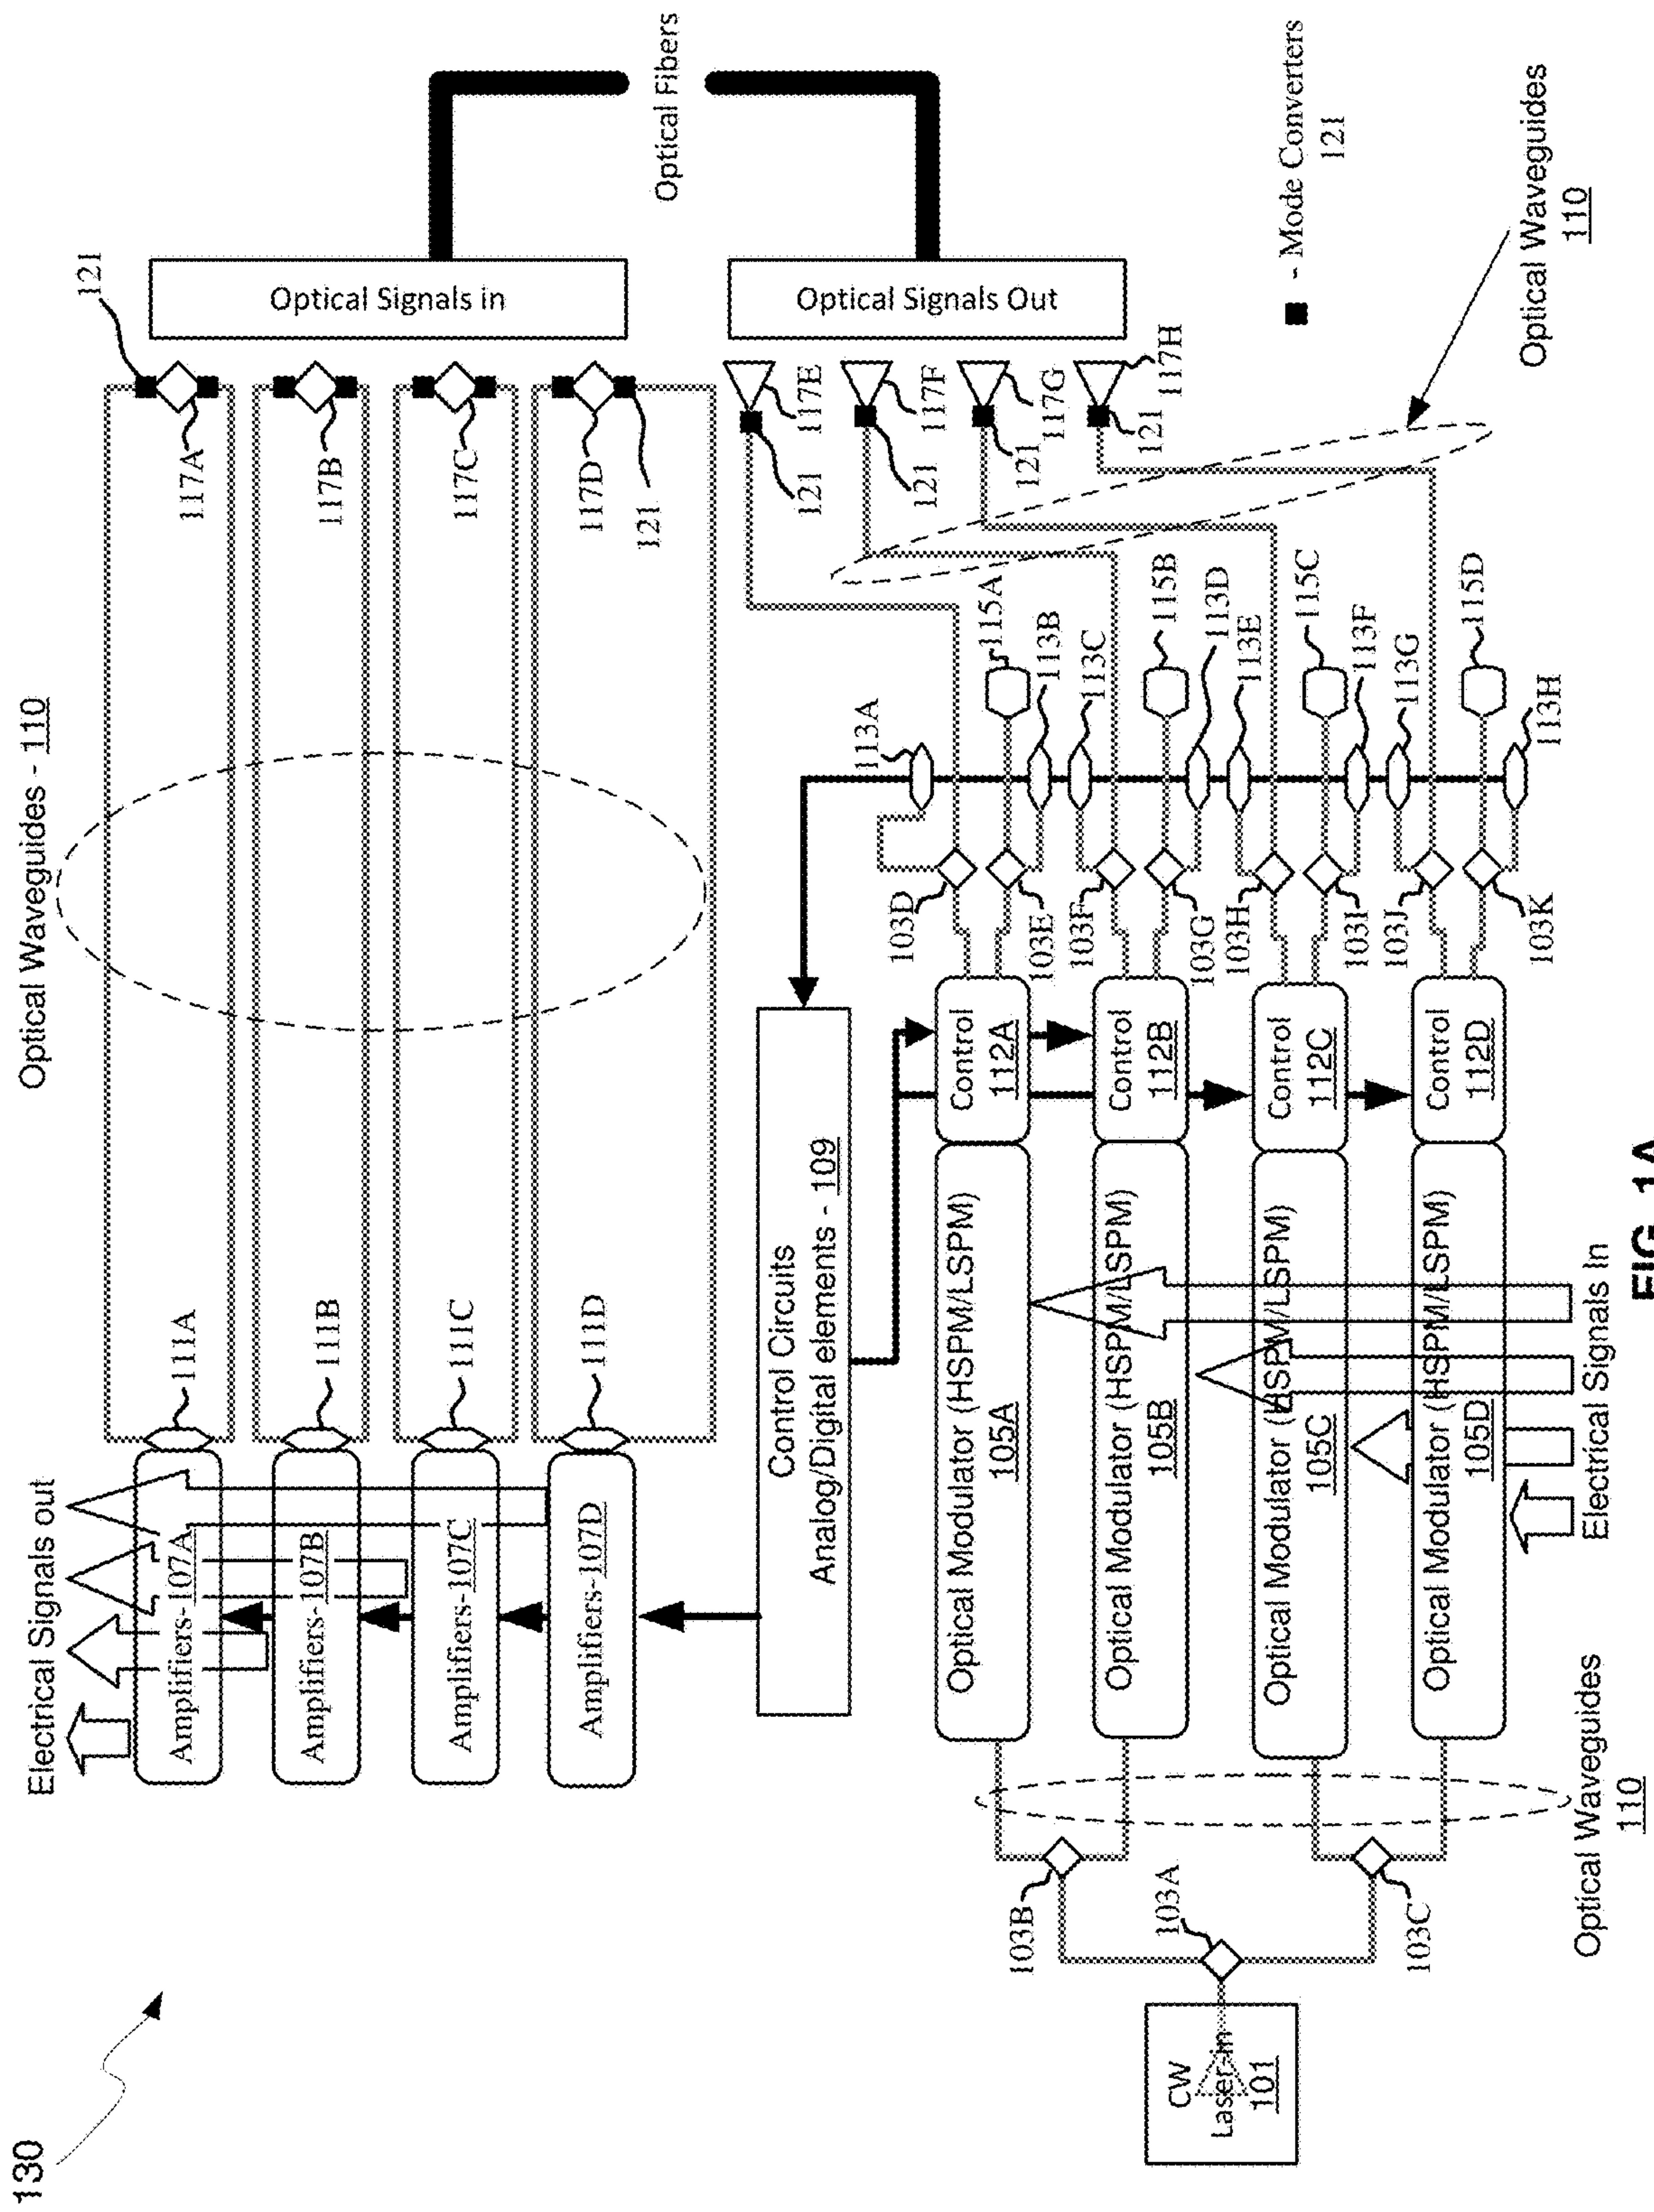 130
Electrical Signals out
Optical Waveguides - 110
Amplifiers-107A
111A
117A
121
Amplifiers-107B
111B
117B
Amplifiers-107C
111C
117C
Amplifiers-107D
111D
117D
121
Optical Signals in
Optical Fibers
Optical Signals Out
Control Circuits
Analog/Digital elements - 109
121
117E
121
117F
121
117G
121
117H
CW
Laser-in
101
103A
103B
103C
Optical Modulator (HSPM/LSPM)
105A
Control
112A
103D
113A
103E
115A
113B
Optical Modulator (HSPM/LSPM)
105B
Control
112B
103F
113C
103G
115B
113D
Optical Modulator (HSPM/LSPM)
105C
Control
112C
103H
113E
103I
115C
113F
Optical Modulator (HSPM/LSPM)
105D
Control
112D
103J
113G
103K
115D
113H
- Mode Converters
121
Optical Waveguides
110
Optical Waveguides
110
Electrical Signals In
FIG. 1A